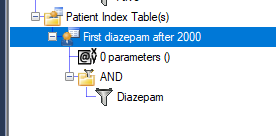 Patient Index Table(s)
First diazepam after 2000
0 parameters ()
AND
Diazepam